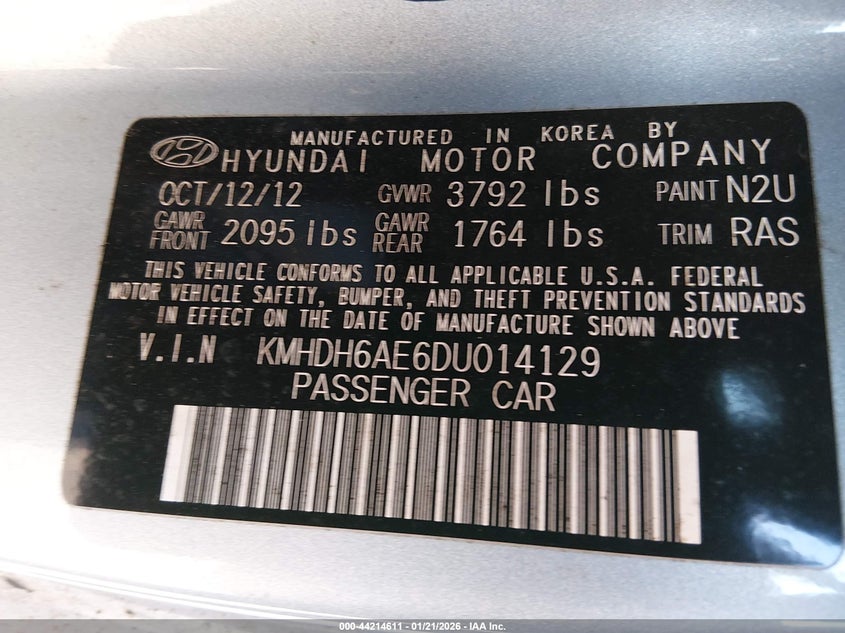 MANUFACTURED IN KOREA BY
HYUNDAI MOTOR COMPANY
OCT/12/12 GVWR 3792 lbs PAINT N2U
GAWR FRONT 2095 lbs GAWR REAR 1764 lbs TRIM RAS
THIS VEHICLE CONFORMS TO ALL APPLICABLE U.S.A. FEDERAL
MOTOR VEHICLE SAFETY, BUMPER, AND THEFT PREVENTION STANDARDS
IN EFFECT ON THE DATE OF MANUFACTURE SHOWN ABOVE
V.I.N KMHDH6AE6DU014129
PASSENGER CAR
000-44214611 - 01/21/2026 - IAA Inc.